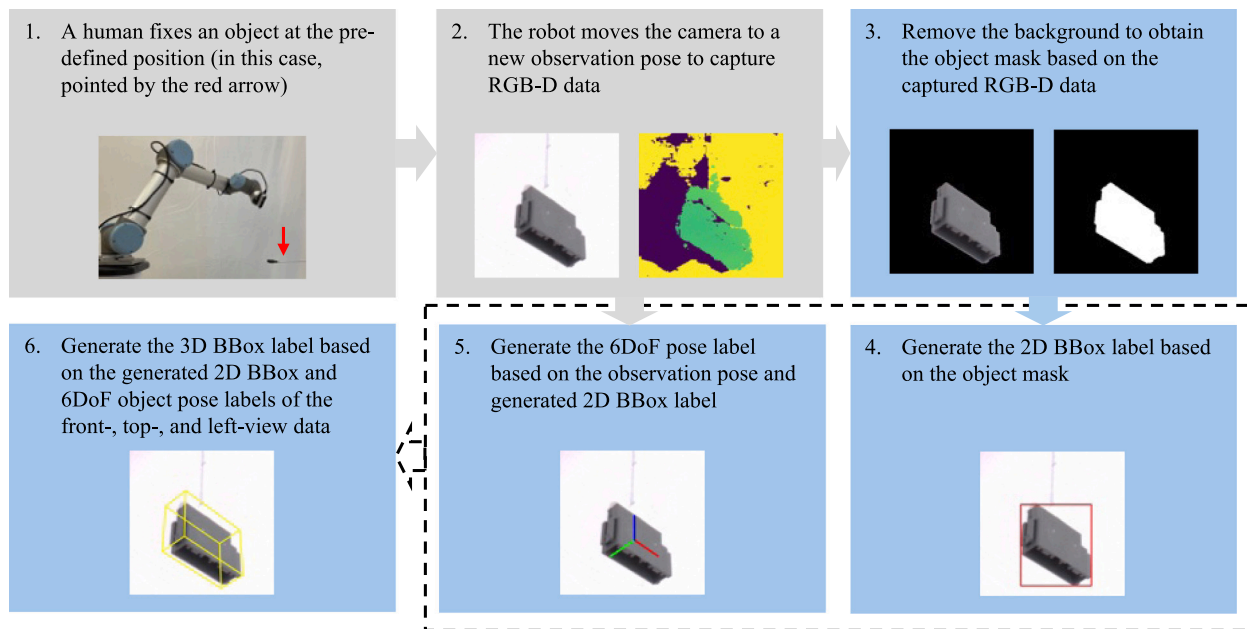 1. A human fixes an object at the pre-
defined position (in this case,
pointed by the red arrow)
2. The robot moves the camera to a
new observation pose to capture
RGB-D data
3. Remove the background to obtain
the object mask based on the
captured RGB-D data
6. Generate the 3D BBox label based
on the generated 2D BBox and
6DoF object pose labels of the
front-, top-, and left-view data
5. Generate the 6DoF pose label
based on the observation pose and
generated 2D BBox label
4. Generate the 2D BBox label based
on the object mask